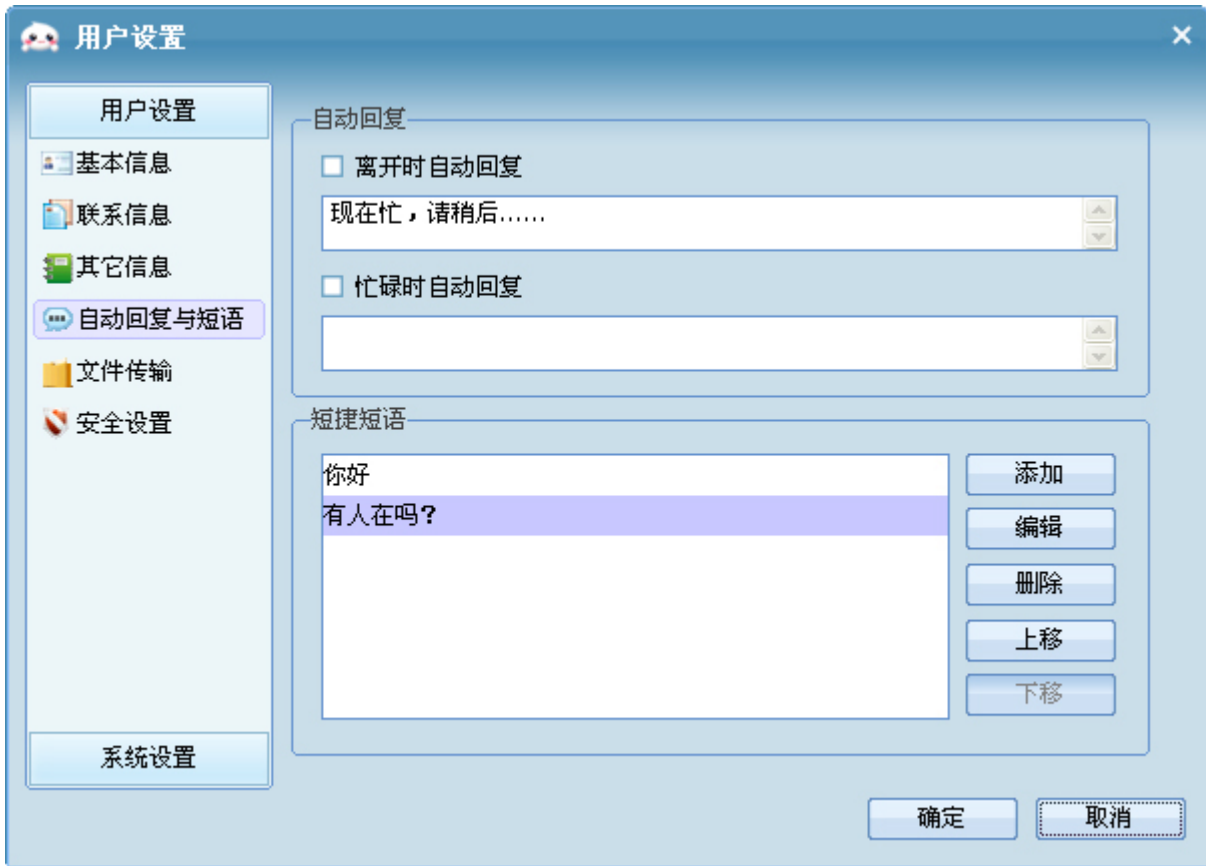 用户设置
用户设置
基本信息
联系信息
其它信息
自动回复与短语
文件传输
安全设置
系统设置
自动回复
离开时自动回复
现在忙，请稍后……
忙碌时自动回复
短捷短语
你好
有人在吗?
添加
编辑
删除
上移
下移
确定
取消